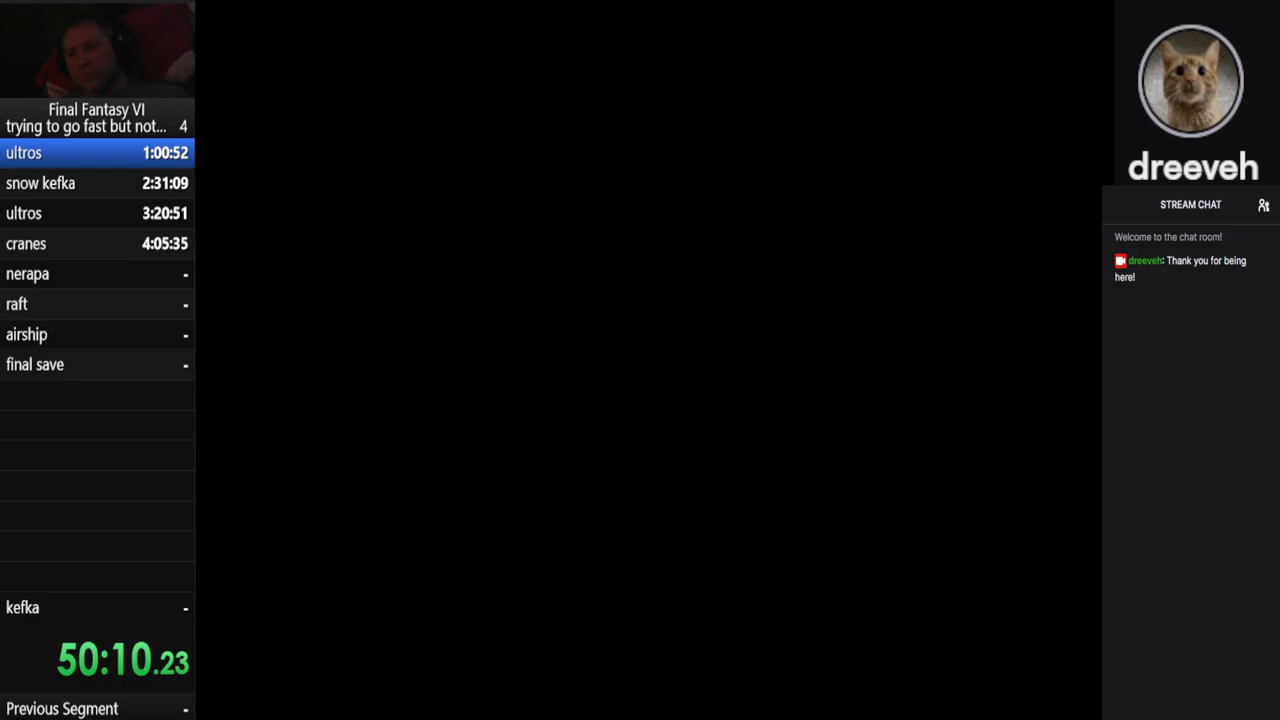 Final Fantasy VI
trying to go fast but not... 4
ultros 1:00:52
snow kefka 2:31:09
ultros 3:20:51
cranes 4:05:35
nerapa -
raft -
airship -
final save -
kefka -
50:10.23
Previous Segment -
dreeveh
STREAM CHAT
Welcome to the chat room!
dreeveh: Thank you for being
here!